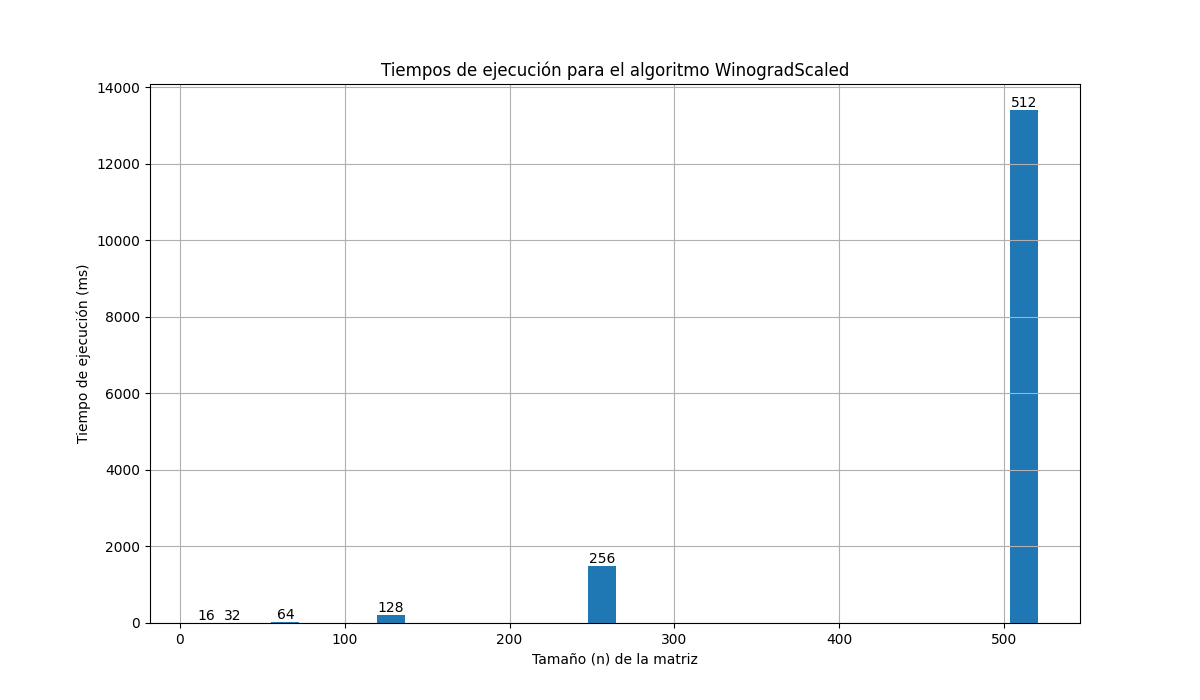 Tiempos de ejecución para el algoritmo WinogradScaled
14000
12000
10000
8000
6000
4000
2000
0
Tiempo de ejecución (ms)
16 32 64 128 256 512
0 100 200 300 400 500
Tamaño (n) de la matriz